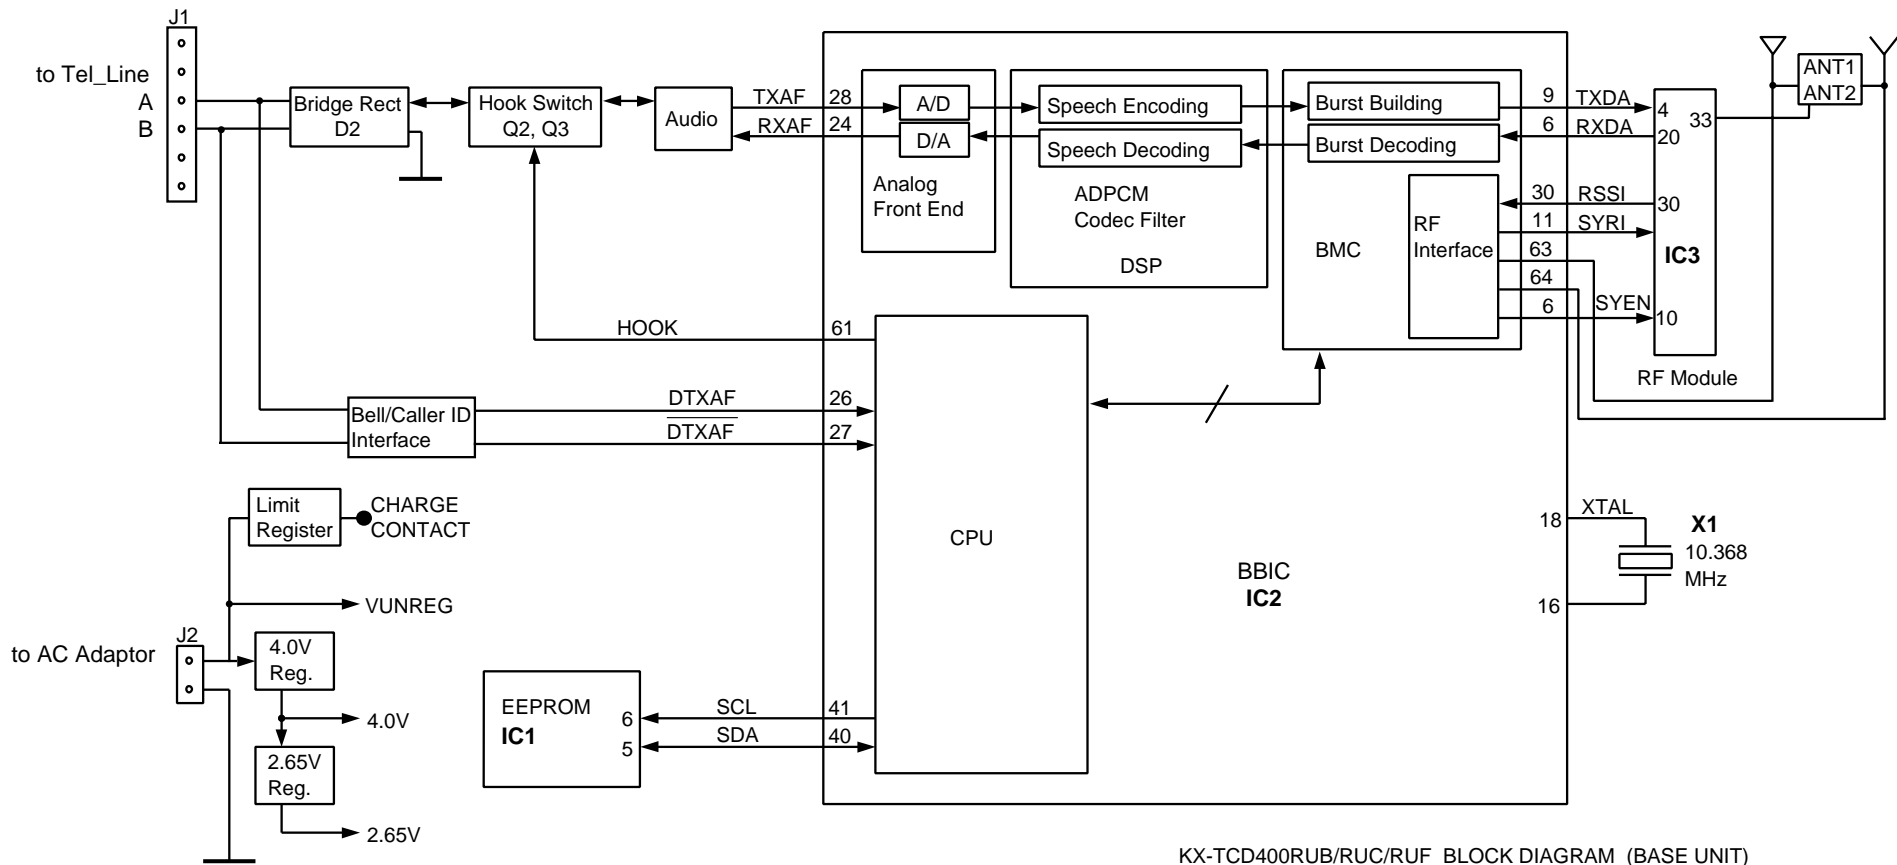 J1
to Tel_Line
A
B
Bridge Rect
D2
Hook Switch
Q2, Q3
Audio
TXAF
RXAF
28
24
A/D
D/A
Analog
Front End
Speech Encoding
Speech Decoding
ADPCM
Codec Filter
DSP
Burst Building
Burst Decoding
BMC
RF
Interface
9 TXDA
6 RXDA
30 RSSI
11 SYRI
63
64
6 SYEN
4
20
33
30
IC3
10
RF Module
ANT1
ANT2
HOOK
61
Bell/Caller ID
Interface
DTXAF
26
DTXAF
27
Limit
Register
CHARGE
CONTACT
CPU
BBIC
IC2
18
XTAL
16
X1
10.368
MHz
VUNREG
J2
to AC Adaptor
4.0V
Reg.
4.0V
2.65V
Reg.
2.65V
EEPROM
IC1
6
5
SCL
SDA
41
40
KX-TCD400RUB/RUC/RUF BLOCK DIAGRAM (BASE UNIT)